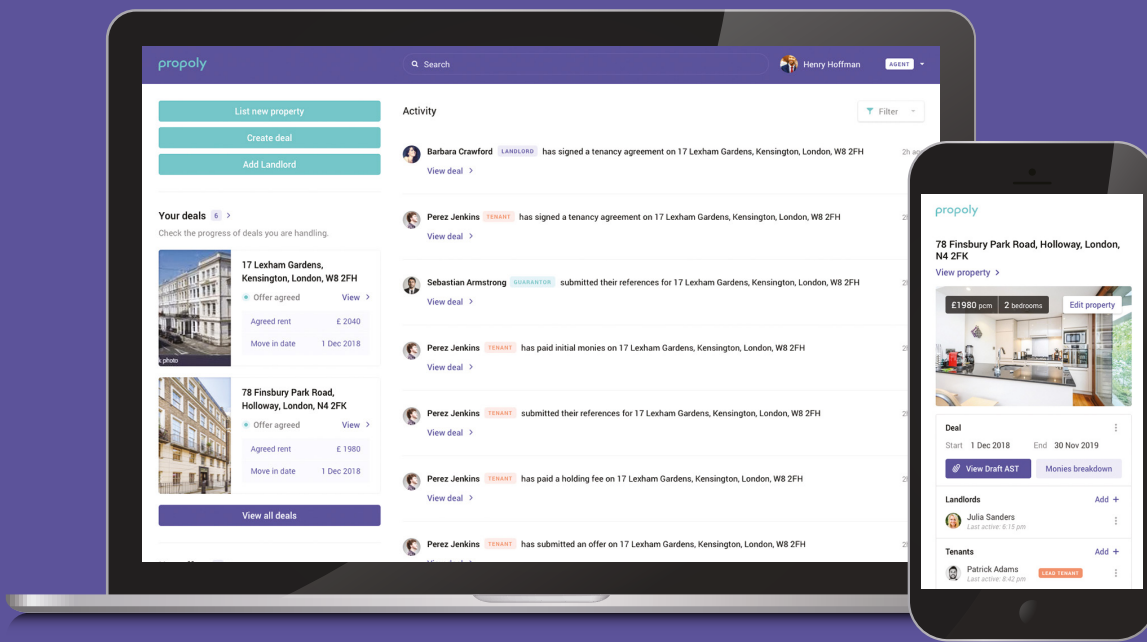 propoly
Search
Henry Hoffman
AGENT
List new property
Create deal
Add Landlord
Your deals 6 >
Check the progress of deals you are handling.
17 Lexham Gardens,
Kensington, London, W8 2FH
Offer agreed View >
Agreed rent £ 2040
Move in date 1 Dec 2018
k photo
78 Finsbury Park Road,
Holloway, London, N4 2FK
Offer agreed View >
Agreed rent £ 1980
Move in date 1 Dec 2018
View all deals
Activity
Filter
Barbara Crawford LANDLORD has signed a tenancy agreement on 17 Lexham Gardens, Kensington, London, W8 2FH 2h ago
View deal >
Perez Jenkins TENANT has signed a tenancy agreement on 17 Lexham Gardens, Kensington, London, W8 2FH
View deal >
Sebastian Armstrong GUARANTOR submitted their references for 17 Lexham Gardens, Kensington, London, W8 2FH
View deal >
Perez Jenkins TENANT has paid initial monies on 17 Lexham Gardens, Kensington, London, W8 2FH
View deal >
Perez Jenkins TENANT submitted their references for 17 Lexham Gardens, Kensington, London, W8 2FH
View deal >
Perez Jenkins TENANT has paid a holding fee on 17 Lexham Gardens, Kensington, London, W8 2FH
View deal >
Perez Jenkins TENANT has submitted an offer on 17 Lexham Gardens, Kensington, London, W8 2FH
propoly
78 Finsbury Park Road, Holloway, London,
N4 2FK
View property >
£1980 pcm 2 bedrooms Edit property
Deal
Start 1 Dec 2018 End 30 Nov 2019
View Draft AST Monies breakdown
Landlords Add +
Julia Sanders
Last active: 6:15 pm
Tenants Add +
Patrick Adams LEAD TENANT
Last active: 8:42 pm